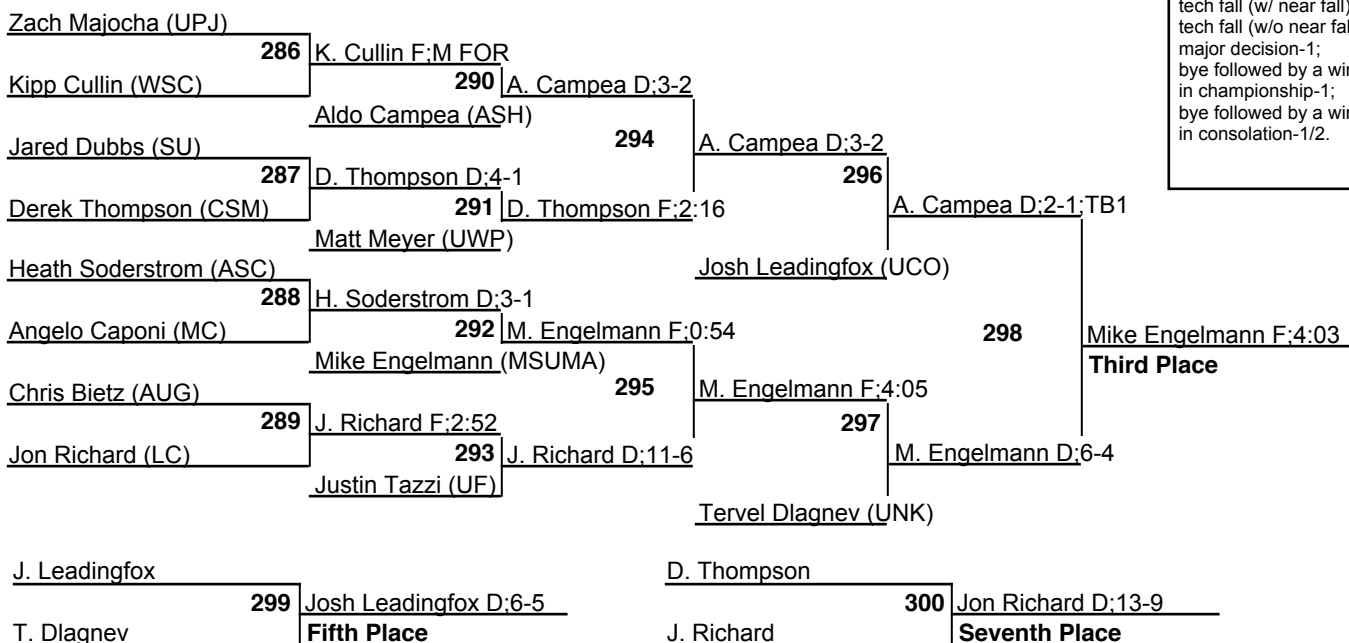 tech fall (w/ near fall)
tech fall (w/o near fal
major decision-1;
bye followed by a wi
in championship-1;
bye followed by a wi
in consolation-1/2.
Zach Majocha (UPJ)
286 K. Cullin F;M FOR
Kipp Cullin (WSC)
290 A. Campea D;3-2
Aldo Campea (ASH)
Jared Dubbs (SU)
294 A. Campea D;3-2
287 D. Thompson D;4-1
296
Derek Thompson (CSM)
291 D. Thompson F;2:16
A. Campea D;2-1;TB1
Matt Meyer (UWP)
Heath Soderstrom (ASC)
Josh Leadingfox (UCO)
288 H. Soderstrom D;3-1
Angelo Caponi (MC)
292 M. Engelmann F;0:54
298 Mike Engelmann F;4:03
Mike Engelmann (MSUMA)
Third Place
Chris Bietz (AUG)
295 M. Engelmann F;4:05
289 J. Richard F;2:52
297
Jon Richard (LC)
293 J. Richard D;11-6
M. Engelmann D;6-4
Justin Tazzi (UF)
Tervel Dlagnev (UNK)
J. Leadingfox
D. Thompson
299 Josh Leadingfox D;6-5
300 Jon Richard D;13-9
T. Dlagnev
Fifth Place
J. Richard
Seventh Place